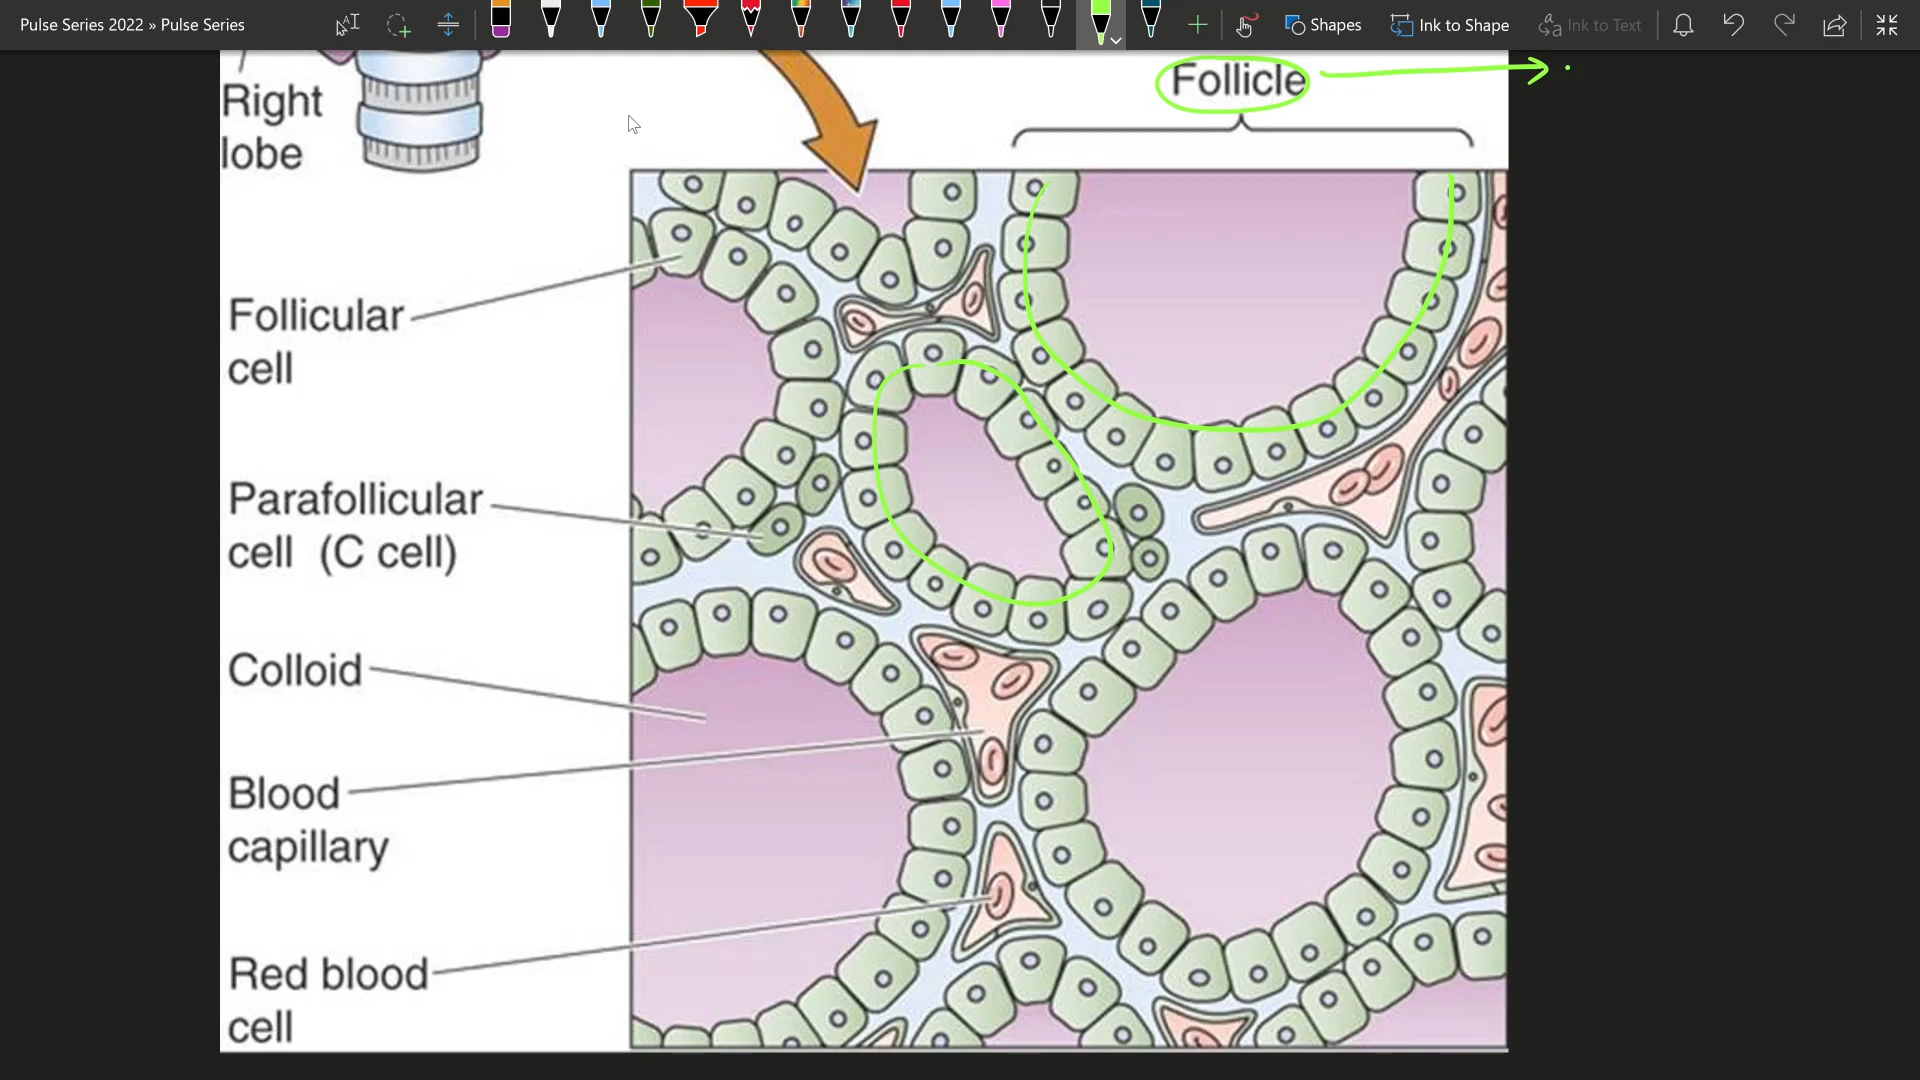 Pulse Series 2022 » Pulse Series
Shapes
Ink to Shape
Ink to Text
Right
lobe
Follicle
Follicular
cell
Parafollicular
cell (C cell)
Colloid
Blood
capillary
Red blood
cell